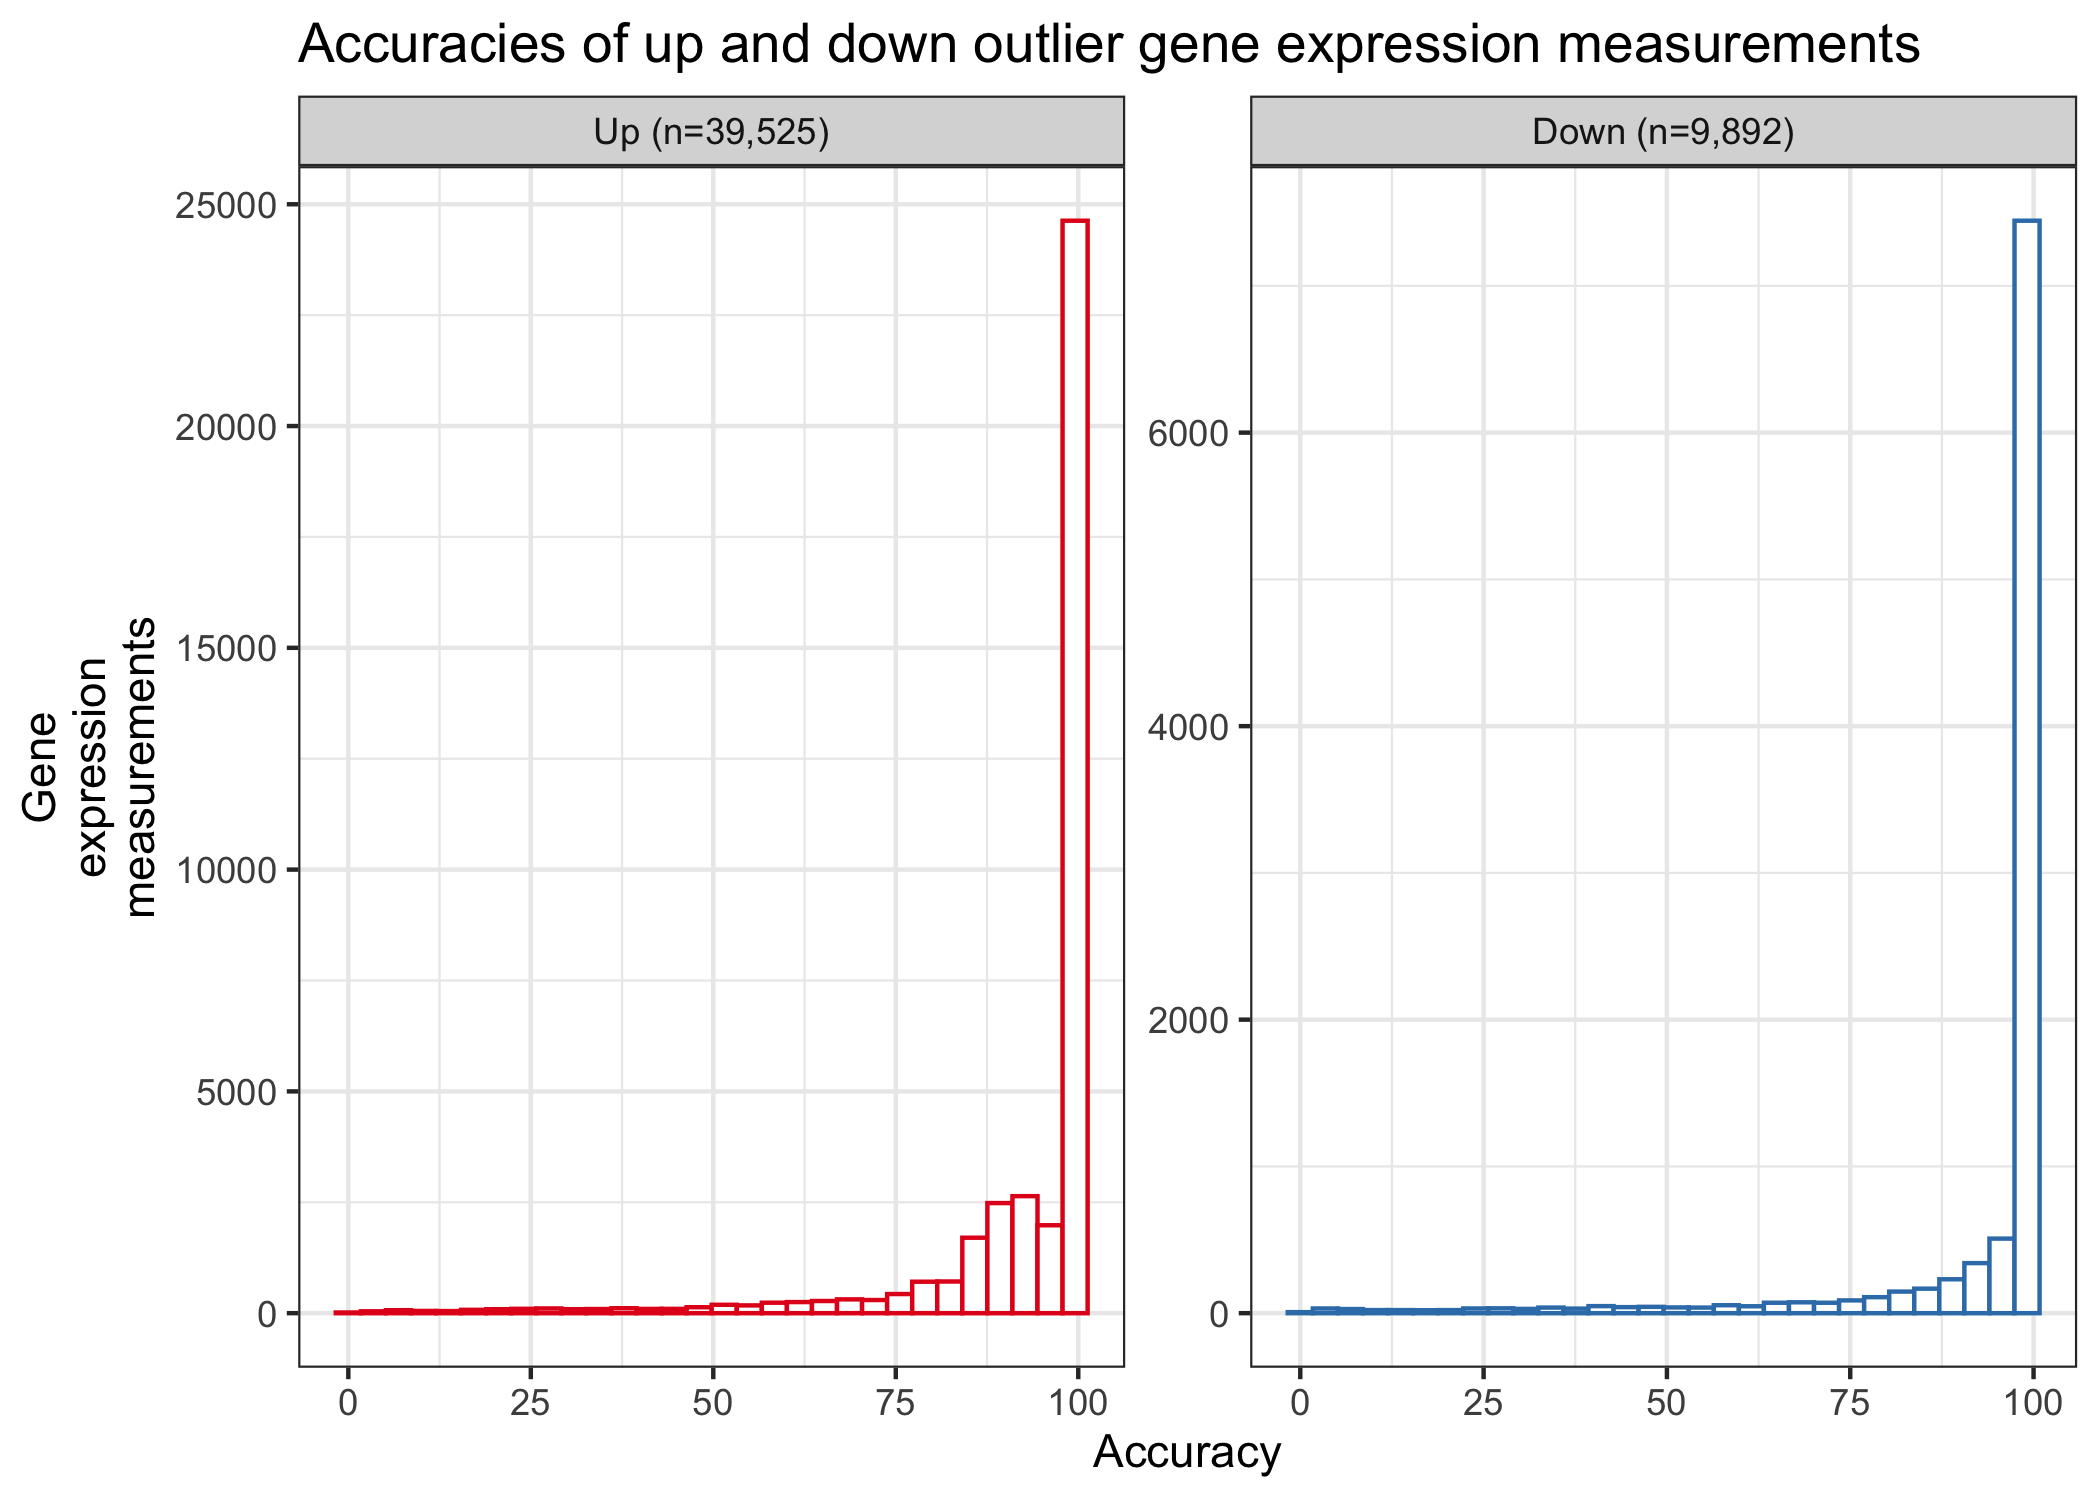 Accuracies of up and down outlier gene expression measurements
Up (n=39,525)
Down (n=9,892)
Gene
expression
measurements
25000
20000
15000
10000
5000
0
6000
4000
2000
0
0 25 50 75 100
0 25 50 75 100
Accuracy